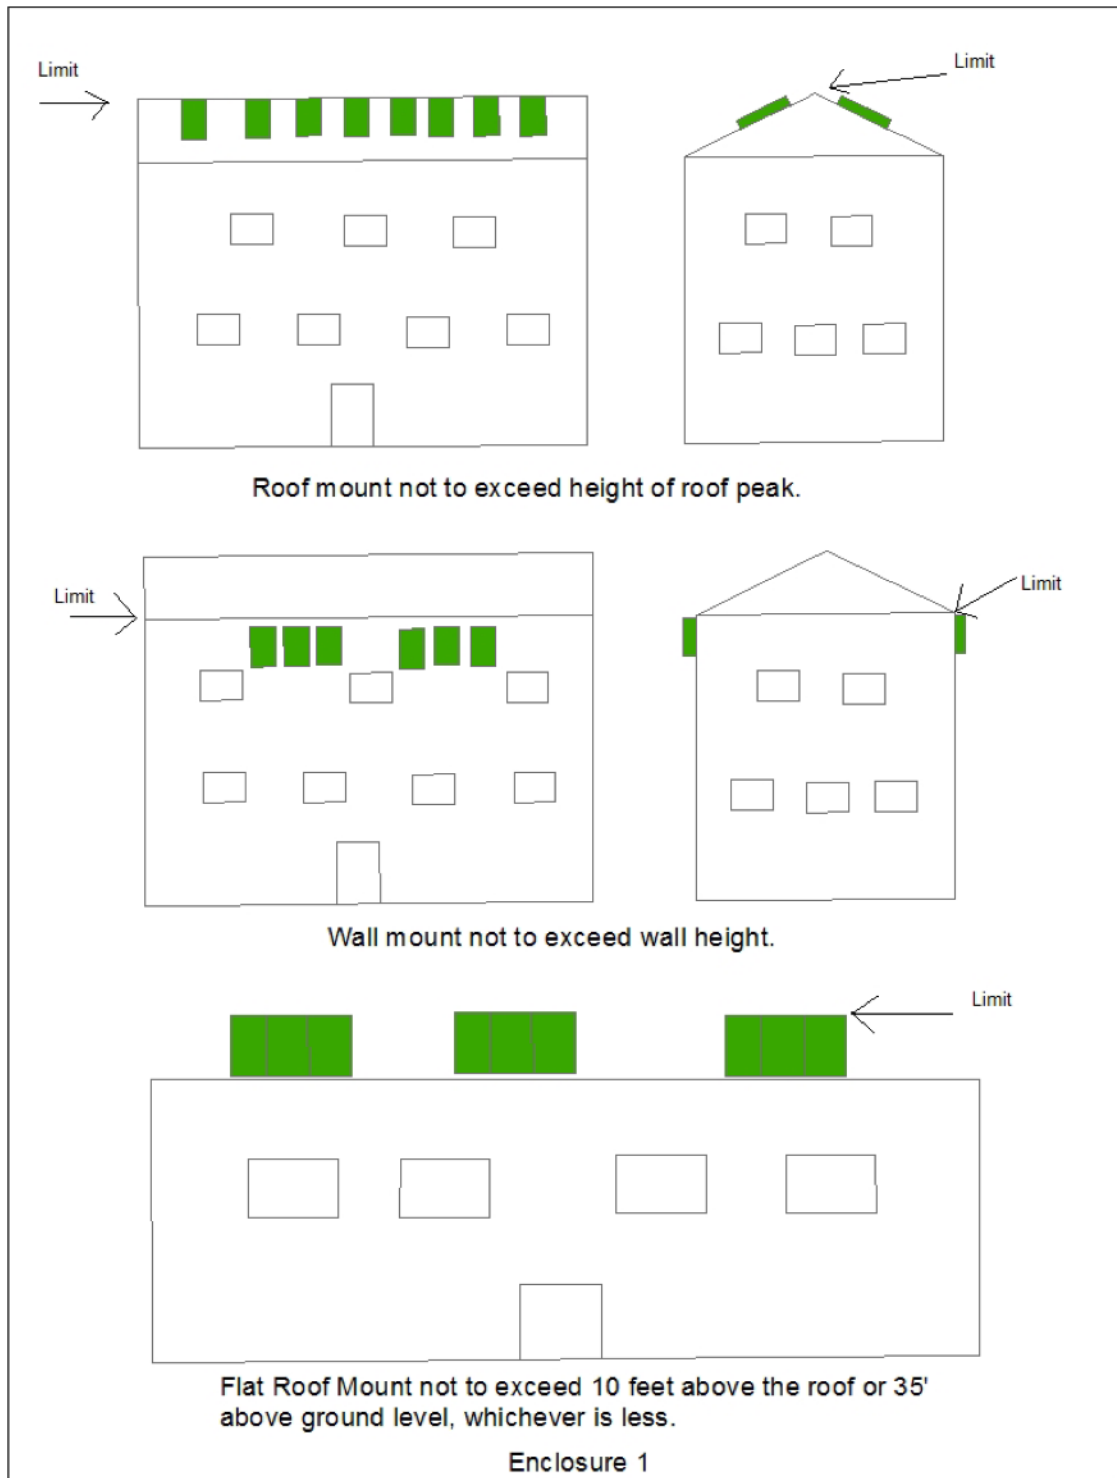 Limit
Limit
Roof mount not to exceed height of roof peak.
Limit
Limit
Wall mount not to exceed wall height.
Limit
Flat Roof Mount not to exceed 10 feet above the roof or 35'
above ground level, whichever is less.
Enclosure 1